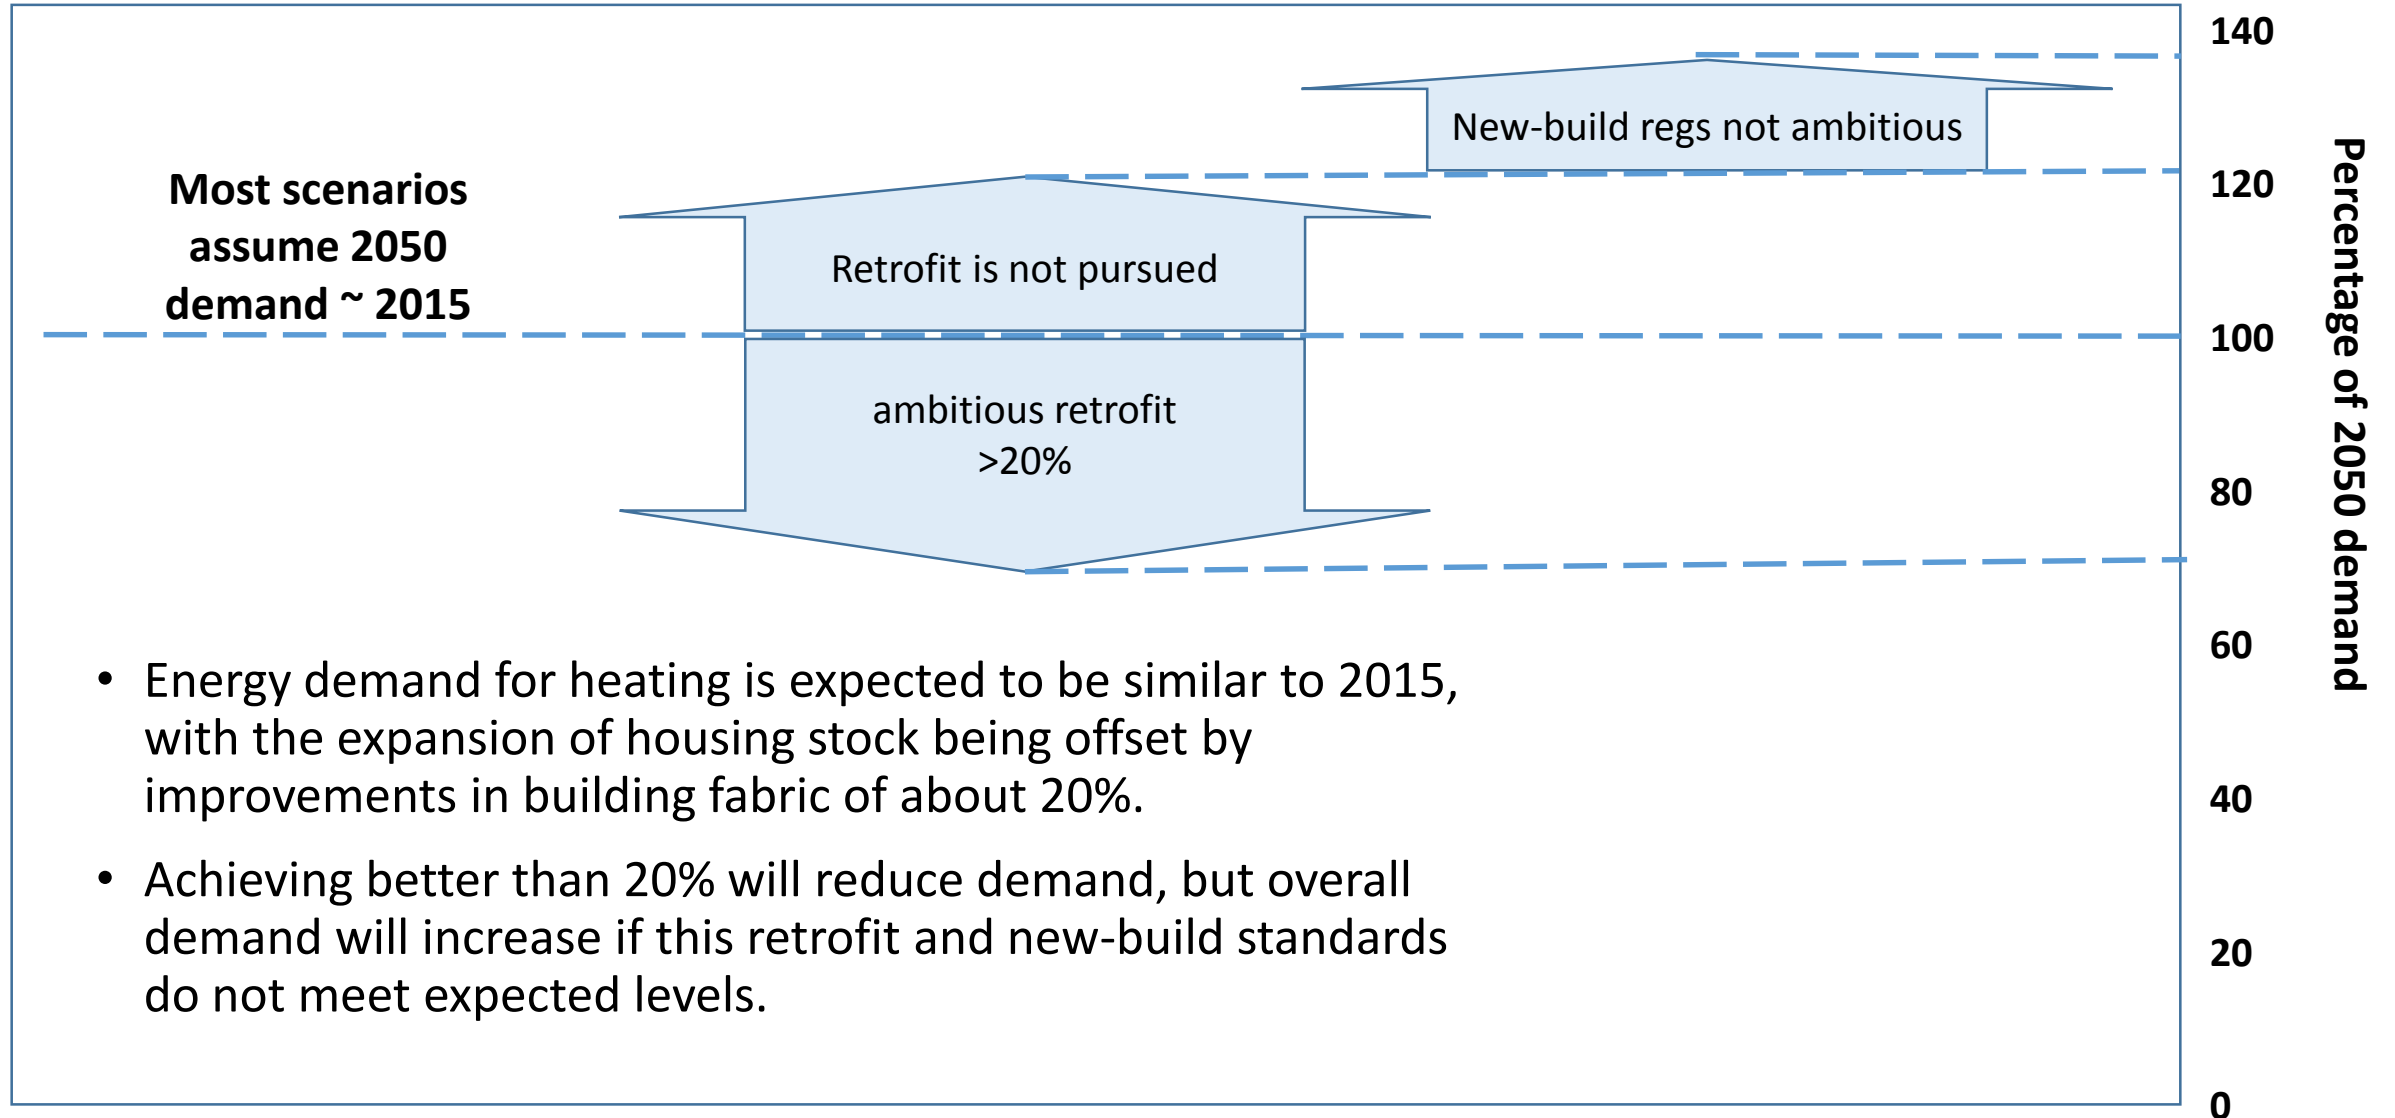 140
New-build regs not ambitious
Most scenarios
assume 2050
demand ~ 2015
120
Retrofit is not pursued
100
ambitious retrofit
>20%
80
60
40
20
0
Percentage of 2050 demand
• Energy demand for heating is expected to be similar to 2015,
with the expansion of housing stock being offset by
improvements in building fabric of about 20%.
• Achieving better than 20% will reduce demand, but overall
demand will increase if this retrofit and new-build standards
do not meet expected levels.